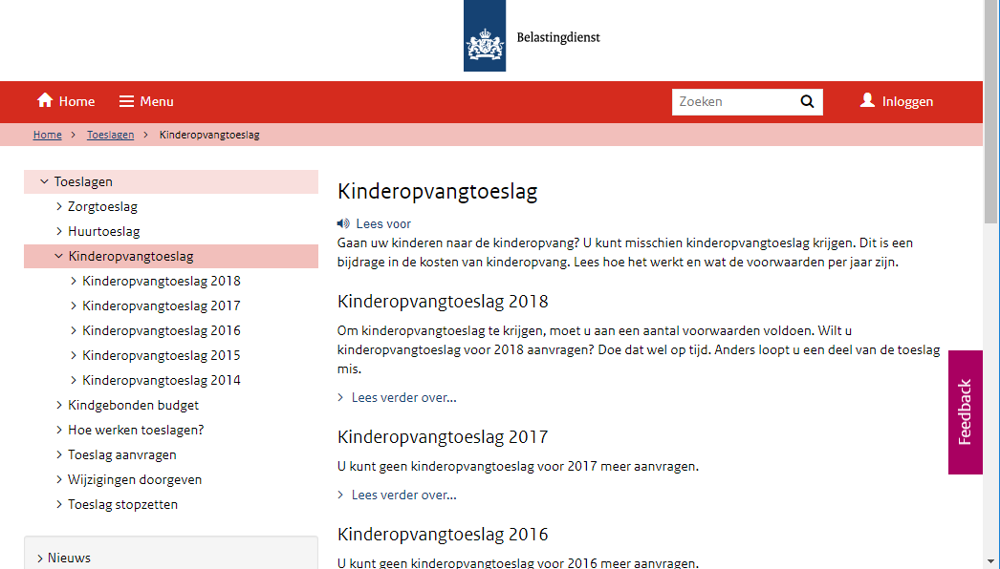 Belastingdienst
Home
Menu
Zoeken
Inloggen
Home > Toeslagen > Kinderopvangtoeslag
Toeslagen
Zorgtoeslag
Huurtoeslag
Kinderopvangtoeslag
Kinderopvangtoeslag 2018
Kinderopvangtoeslag 2017
Kinderopvangtoeslag 2016
Kinderopvangtoeslag 2015
Kinderopvangtoeslag 2014
Kindgebonden budget
Hoe werken toeslagen?
Toeslag aanvragen
Wijzigingen doorgeven
Toeslag stopzetten
Nieuws
Kinderopvangtoeslag
Lees voor
Gaan uw kinderen naar de kinderopvang? U kunt misschien kinderopvangtoeslag krijgen. Dit is een
bijdrage in de kosten van kinderopvang. Lees hoe het werkt en wat de voorwaarden per jaar zijn.
Kinderopvangtoeslag 2018
Om kinderopvangtoeslag te krijgen, moet u aan een aantal voorwaarden voldoen. Wilt u
kinderopvangtoeslag voor 2018 aanvragen? Doe dat wel op tijd. Anders loopt u een deel van de toeslag
mis.
Lees verder over...
Kinderopvangtoeslag 2017
U kunt geen kinderopvangtoeslag voor 2017 meer aanvragen.
Lees verder over...
Kinderopvangtoeslag 2016
U kunt geen kinderopvangtoeslag voor 2016 meer aanvragen.
Feedback